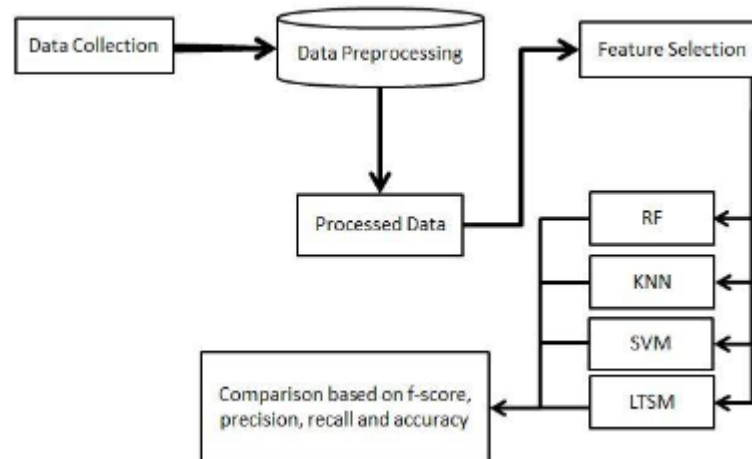 Data Collection
Data Preprocessing
Feature Selection
Processed Data
RF
KNN
SVM
LTSM
Comparison based on f-score,
precision, recall and accuracy